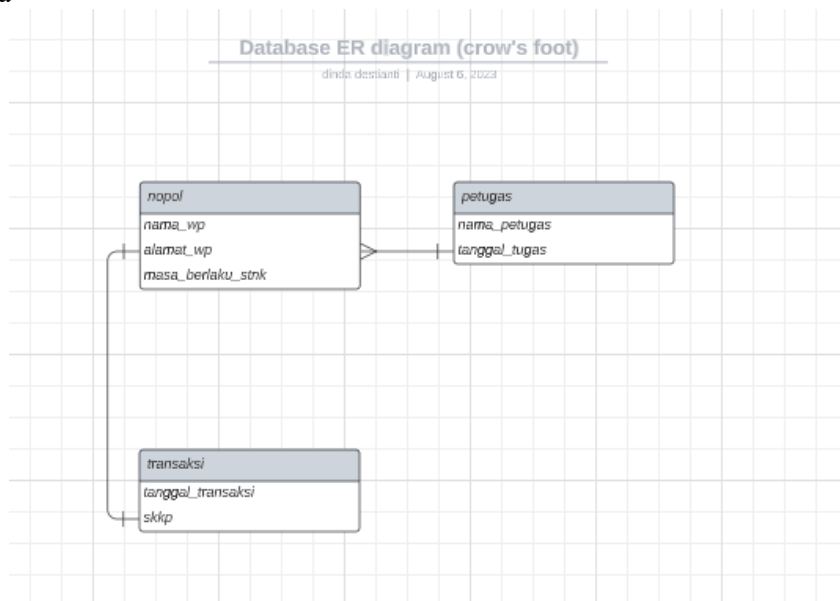 Database ER diagram (crow's foot)
dinda destianti | August 6, 2023
nopol
nama_wp
alamat_wp
masa_berlaku_stnk
petugas
nama_petugas
tanggal_tugas
transaksi
tanggal_transaksi
skkp